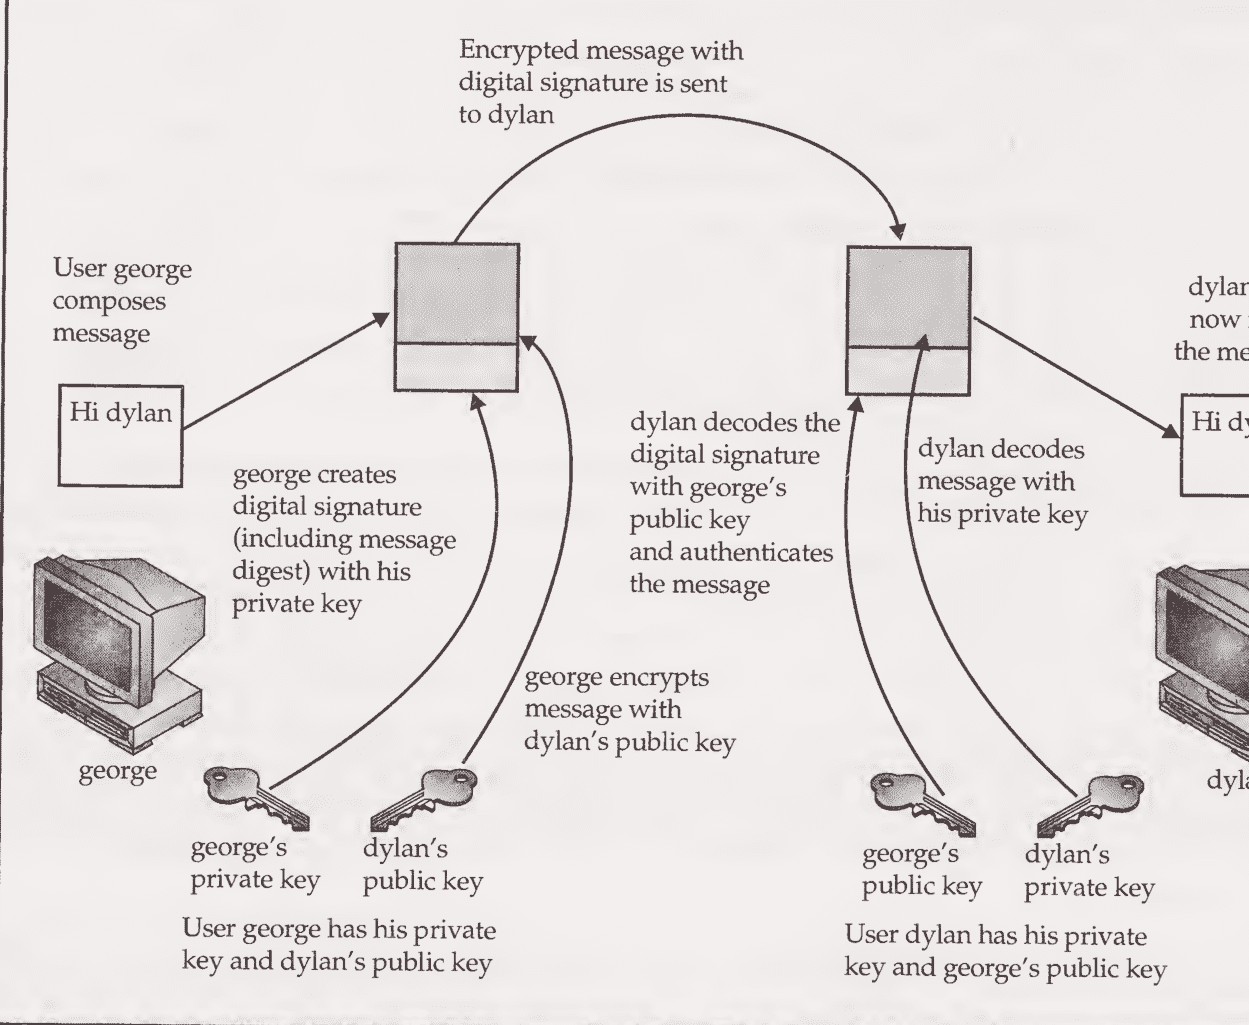 Encrypted message with
digital signature is sent
to dylan
User george
composes
message
Hi dylan
george creates
digital signature
(including message
digest) with his
private key
george
george encrypts
message with
dylan's public key
george's
private key
dylan's
public key
User george has his private
key and dylan's public key
dylan decodes the
digital signature
with george's
public key
and authenticates
the message
dylan decodes
message with
his private key
now
the
Hi
george's
public key
dylan's
private key
User dylan has his private
key and george's public key